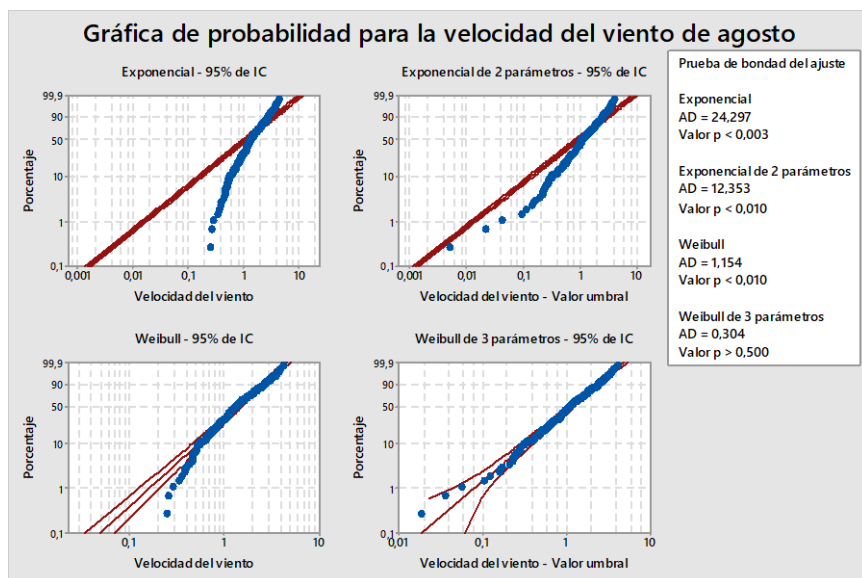 Gráfica de probabilidad para la velocidad del viento de agosto
Exponencial - 95% de IC
99,9
90
50
10
1
0,1
Porcentaje
0,001
0,01
0,1
1
10
Velocidad del viento
Exponencial de 2 parámetros - 95% de IC
99,9
90
50
10
1
0,1
Porcentaje
0,001
0,01
0,1
1
10
Velocidad del viento - Valor umbral
Weibull - 95% de IC
99,9
90
50
10
1
0,1
Porcentaje
0,1
1
10
Velocidad del viento
Weibull de 3 parámetros - 95% de IC
99,9
90
50
10
1
0,1
Porcentaje
0,01
0,1
1
10
Velocidad del viento - Valor umbral
Prueba de bondad del ajuste
Exponencial
AD = 24,297
Valor p < 0,003
Exponencial de 2 parámetros
AD = 12,353
Valor p < 0,010
Weibull
AD = 1,154
Valor p < 0,010
Weibull de 3 parámetros
AD = 0,304
Valor p > 0,500